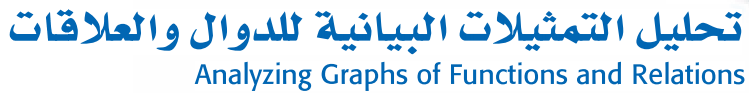 تحليل التمثيلات البيانية للدوال والعلاقات
Analyzing Graphs of Functions and Relations